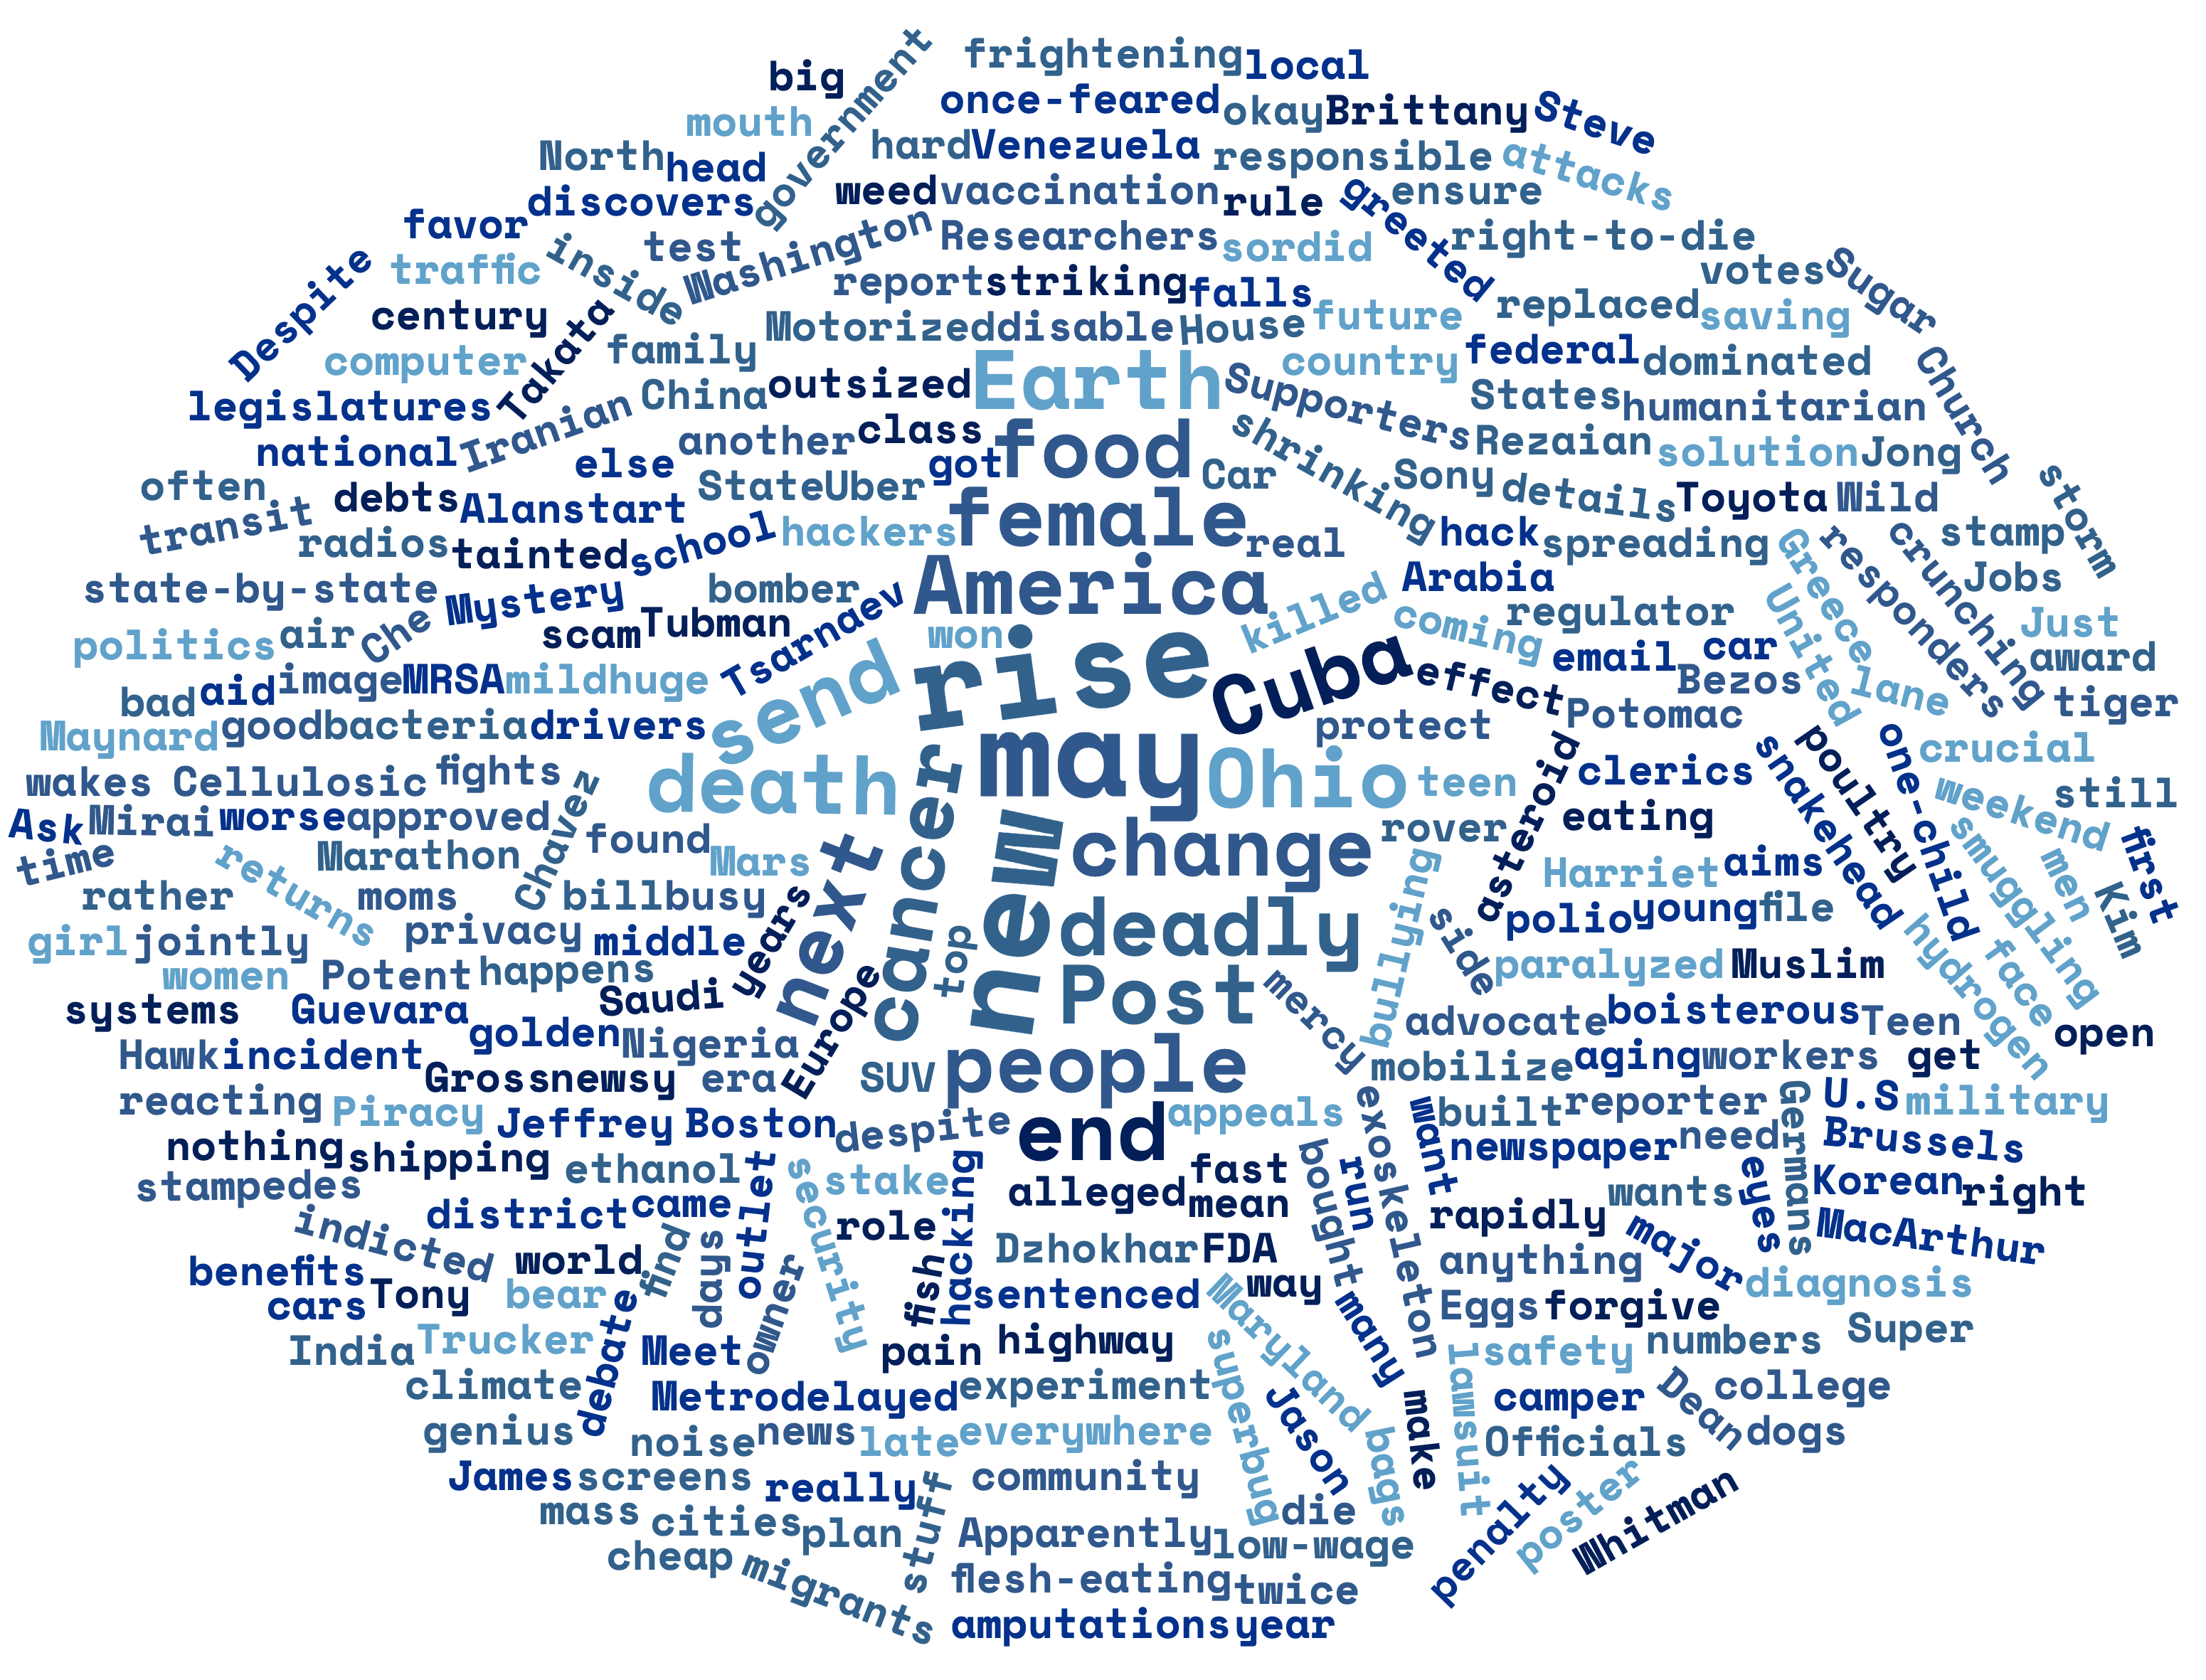 frightening local
big once-feared okay Brittany Steve
mouth government hard Venezuela responsible attacks
North head weed vaccination rule greeted ensure
discovers favor Washington Researchers sordid right-to-die
Despite traffic inside test report striking falls votes Sugar
century Takata Motorized disable House future replaced saving
computer family outsized Earth country federal dominated Church
legislatures Iranian China Supporters States humanitarian
national another class food shrinking Rezaian solution Jong
often else got Car Sony details Toyota Wild storm
transit debts Alan start State Uber female hack spreading stamp
radios tainted school hackers real Greece responders crunching
state-by-state Mystery bomber America Arabia Jobs
politics air Che scam Tubman Tsarnaev won killed coming regulator United Just
bad aid image MRSA mild huge send rise Cuba effect email car Bezos lane award
Maynard good bacteria drivers protect Potomac tiger
wakes Cellulosic fights death may Ohio teen asteroid clerics snakehead poultry one-child crucial
Ask Mirai worse approved Chavez found cancer change rover eating weekend still
time returns Marathon Mars next new bullying Harriet aims smuggling men first
rather moms bill busy years deadly side polio young file Kim
girl jointly privacy middle top paralyzed Muslim hydrogen face
women Potent happens Europe Post mercy
systems Guevara Saudi advocate boisterous Teen open
Hawk incident golden Nigeria people mobilize aging workers get
Gross newsy era SUV exoskeleton Germans U.S military
reacting Piracy Jeffrey Boston despite end appeals want built reporter
nothing shipping ethanol outlet security stake hacking fast bought run newspaper need Brussels
stampedes district came alleged mean wants eyes Korean right
indicted world find days role Dzhokhar FDA rapidly major MacArthur
benefits bear owner fish sentenced Maryland way many anything diagnosis
cars Tony debate Eggs forgive
India Trucker Meet pain highway superbug lawsuit safety numbers Super
climate Metro delayed experiment Jason make camper Dean college
genius noise news late everywhere bags Officials dogs
James screens really stuff community penalty poster Whitman
mass cities plan Apparently die low-wage
cheap migrants flesh-eating twice
amputations year